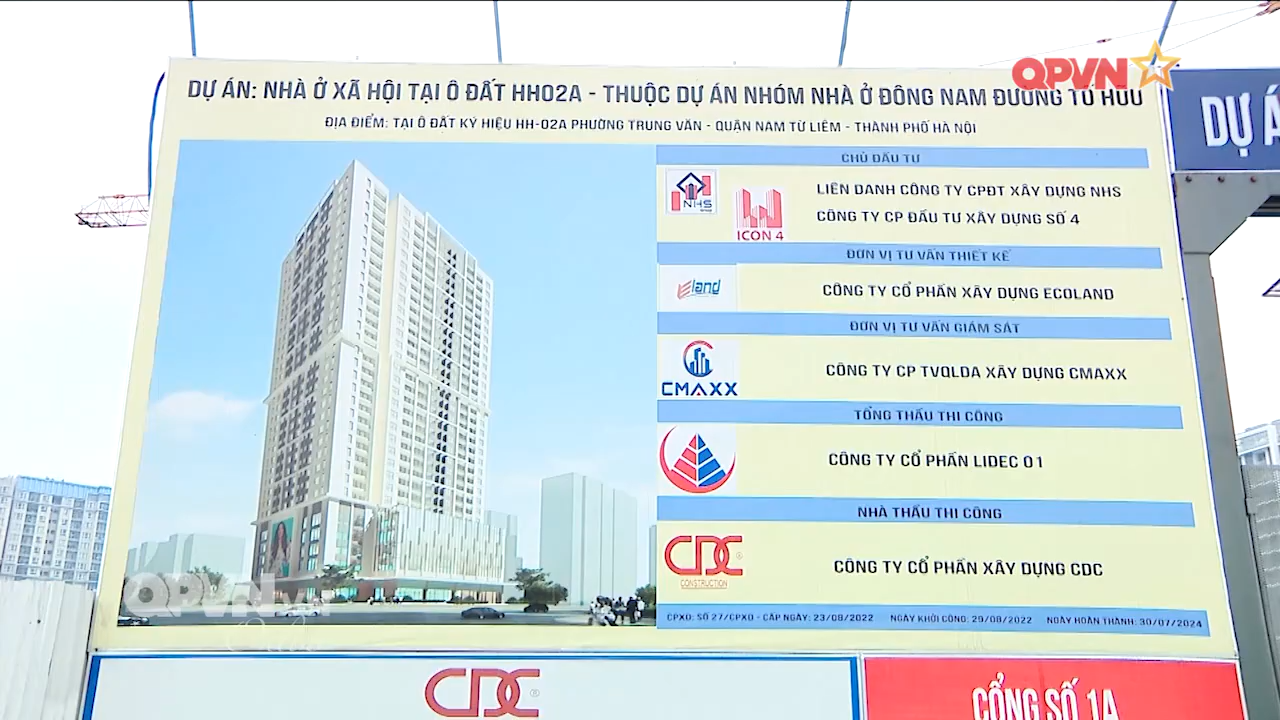 QPVN
DỰ ÁN: NHÀ Ở XÃ HỘI TẠI Ô ĐẤT HH02A - THUỘC DỰ ÁN NHÓM NHÀ Ở ĐÔNG NAM ĐƯỜNG TỐ HỮU
ĐỊA ĐIỂM: TẠI Ô ĐẤT KÝ HIỆU HH-02A PHƯỜNG TRUNG VĂN - QUẬN NAM TỪ LIÊM - THÀNH PHỐ HÀ NỘI
DỰ Á
CHỦ ĐẦU TƯ
NHS
LIÊN DANH CÔNG TY CPĐT XÂY DỰNG NHS
ICON 4
CÔNG TY CP ĐẦU TƯ XÂY DỰNG SỐ 4
ĐƠN VỊ TƯ VẤN THIẾT KẾ
Eland
CÔNG TY CỔ PHẦN XÂY DỰNG ECOLAND
ĐƠN VỊ TƯ VẤN GIÁM SÁT
CMAXX
CÔNG TY CP TVQLDA XÂY DỰNG CMAXX
TỔNG THẦU THI CÔNG
CÔNG TY CỔ PHẦN LIDEC 01
NHÀ THẦU THI CÔNG
CDC
CONSTRUCTION
CÔNG TY CỔ PHẦN XÂY DỰNG CDC
CPXD: SỐ 27/CPXD - CẤP NGÀY: 23/08/2022 NGÀY KHỞI CÔNG: 29/08/2022 NGÀY HOÀN THÀNH: 30/07/2024
QPVN.VN
CDC
CỔNG SỐ 1A